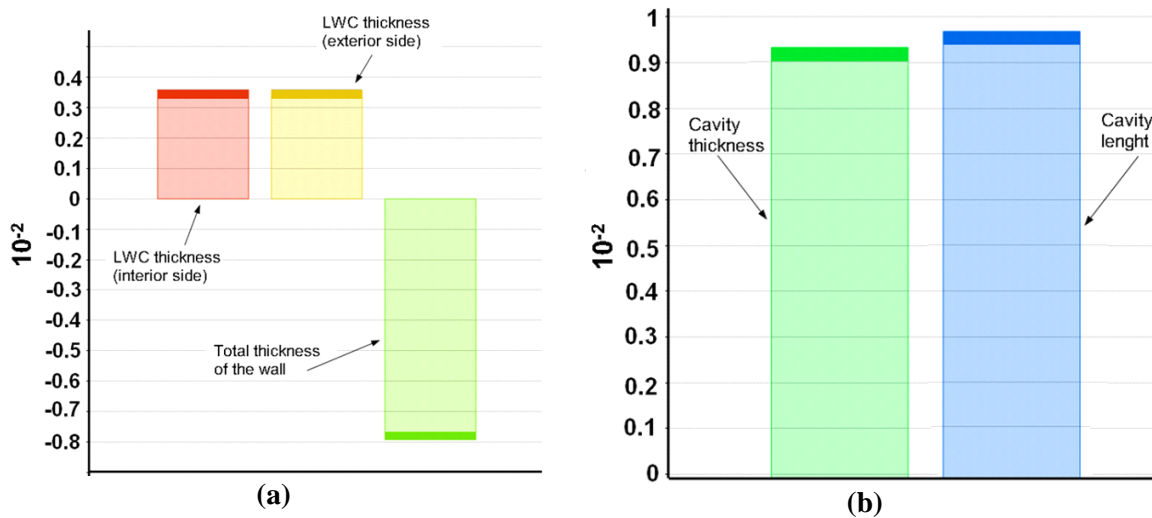 LWC thickness
(exterior side)
0.4
0.3
0.2
0.1
0
-0.1
-0.2
-0.3
-0.4
-0.5
-0.6
-0.7
-0.8
10-2
LWC thickness
(interior side)
Total thickness
of the wall
(a)
1
0.9
0.8
0.7
0.6
0.5
0.4
0.3
0.2
0.1
0
10-2
Cavity
thickness
Cavity
lenght
(b)